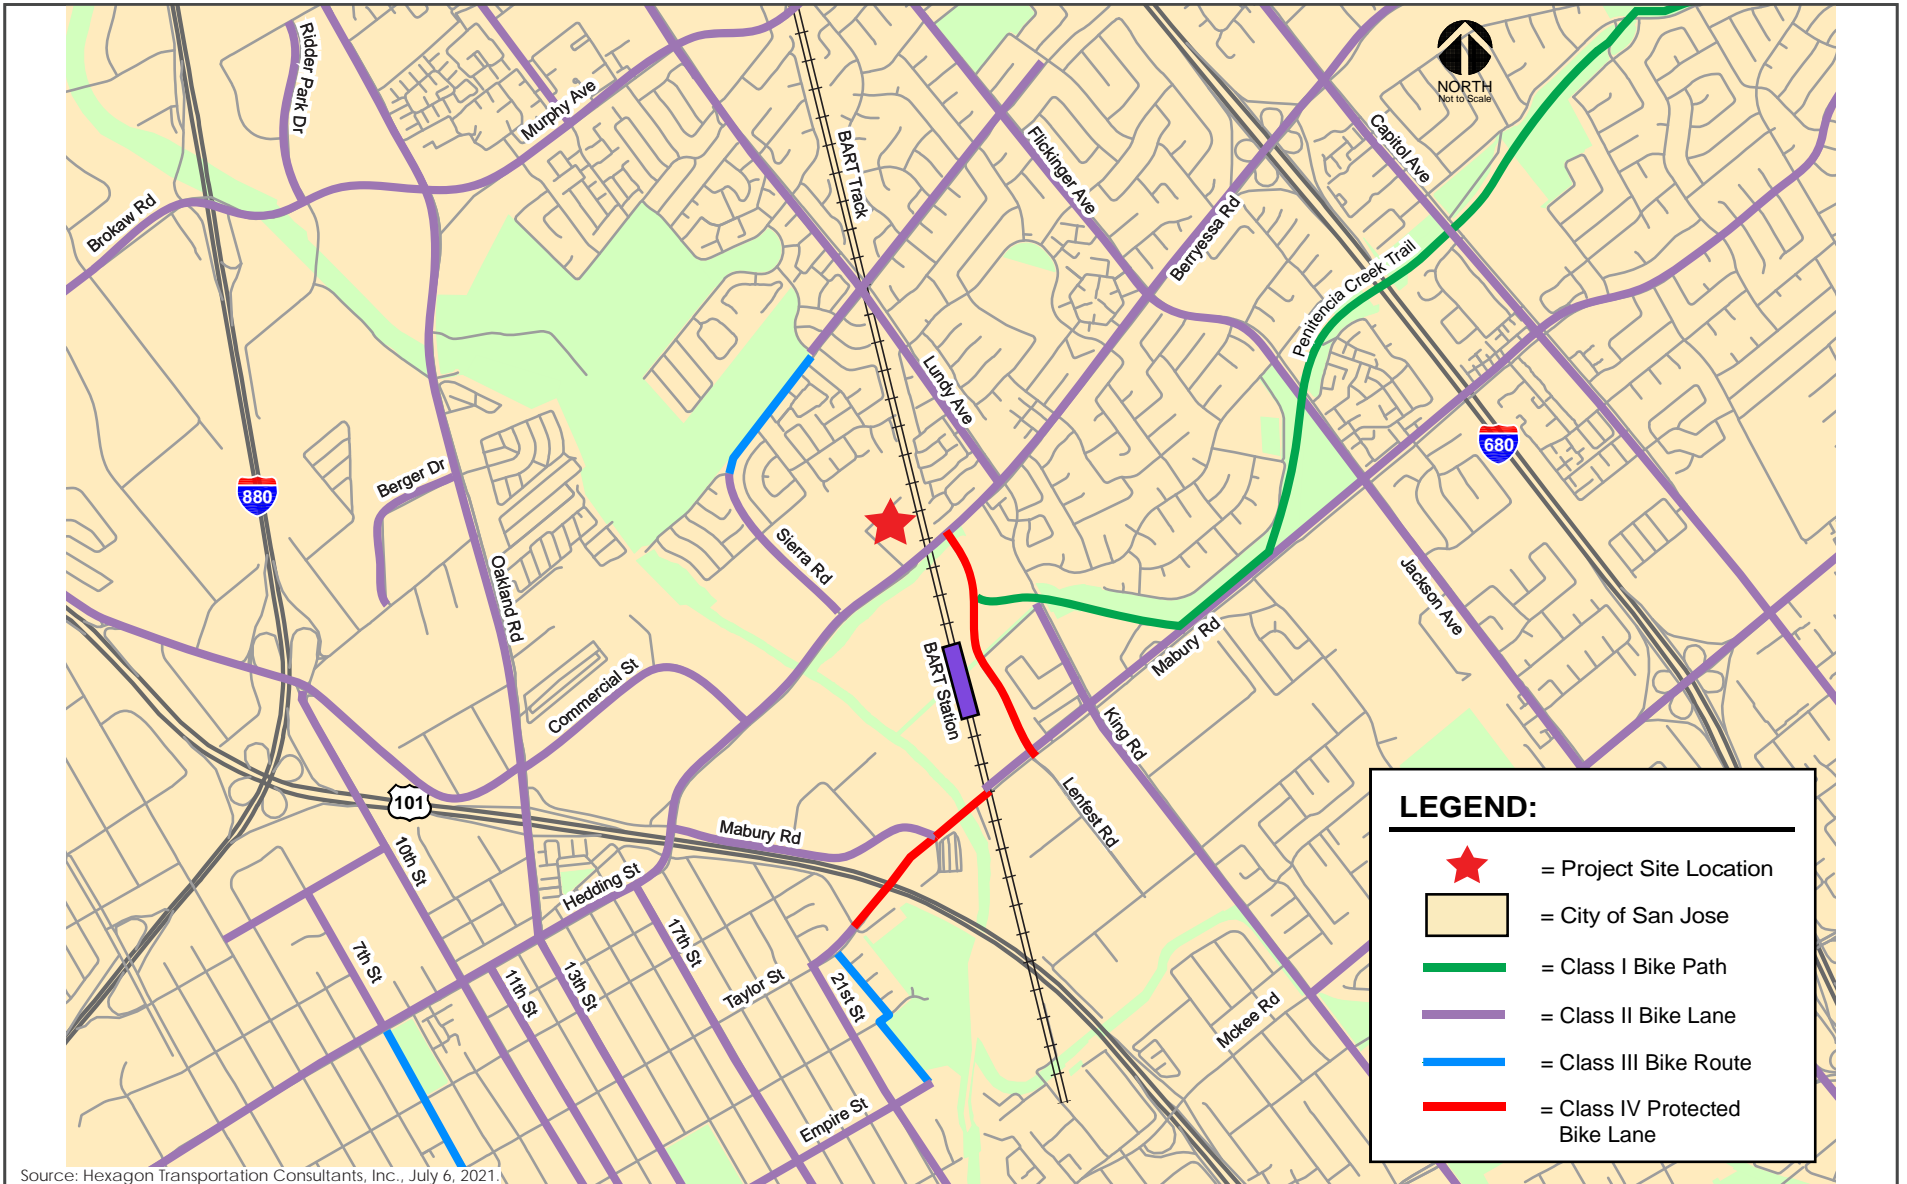 Ridder Park Dr
Murphy Ave
Brokaw Rd
BART Track
Flickinger Ave
NORTH
Not to Scale
Capitol Ave
Berryessa Rd
Penitencia Creek Trail
Lundy Ave
680
880
Berger Dr
Sierra Rd
Oakland Rd
Jackson Ave
Mabury Rd
BART Station
Commercial St
King Rd
Lenfest Rd
101
Mabury Rd
10th St
Hedding St
17th St
7th St
11th St
13th St
Taylor St
21st St
Mckee Rd
Empire St
LEGEND:
= Project Site Location
= City of San Jose
= Class I Bike Path
= Class II Bike Lane
= Class III Bike Route
= Class IV Protected
Bike Lane
Source: Hexagon Transportation Consultants, Inc., July 6, 2021.